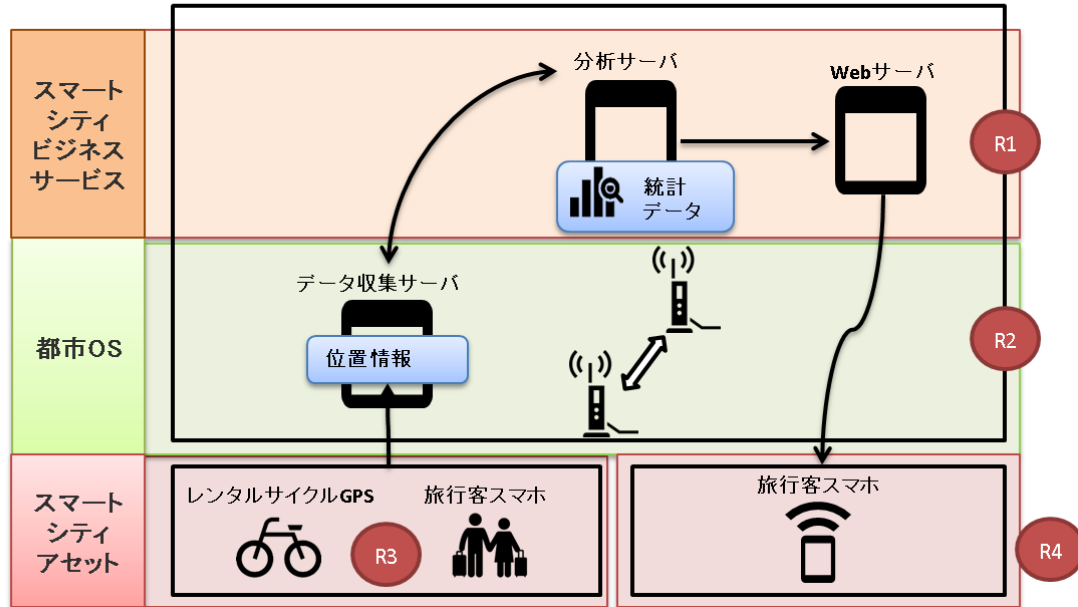 スマート
シティ
ビジネス
サービス
分析サーバ
Webサーバ
統計
データ
R1
都市OS
データ収集サーバ
位置情報
R2
スマート
シティ
アセット
レンタルサイクルGPS
旅行客スマホ
R3
旅行客スマホ
R4